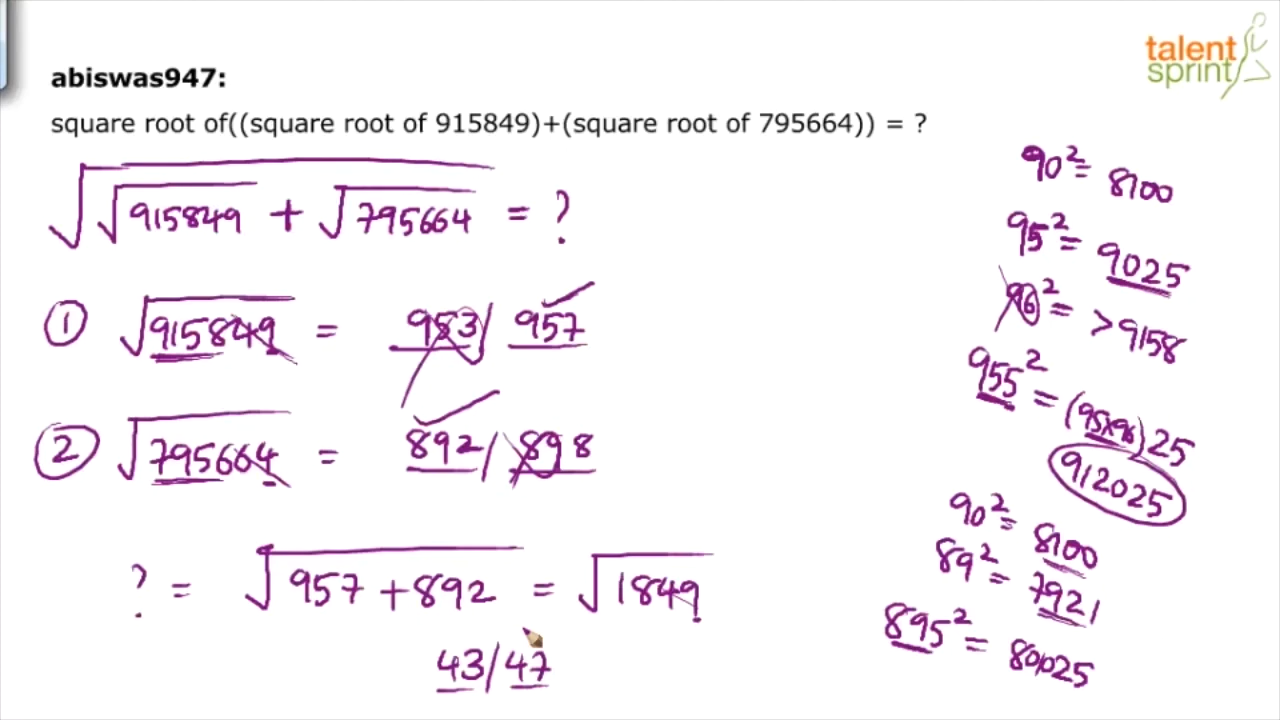 talent
sprint
abiswas947:
square root of((square root of 915849)+(square root of 795664)) = ?
√(√915849 + √795664) = ?
① √915849 = 953/ 957
② √795664 = 892/ 898
? = √957 + 892 = √1849
43/47
90² = 8100
95² = 9025
96² = >9158
955² = (95x96)25
912025
90² = 8100
89² = 7921
895² = 801025